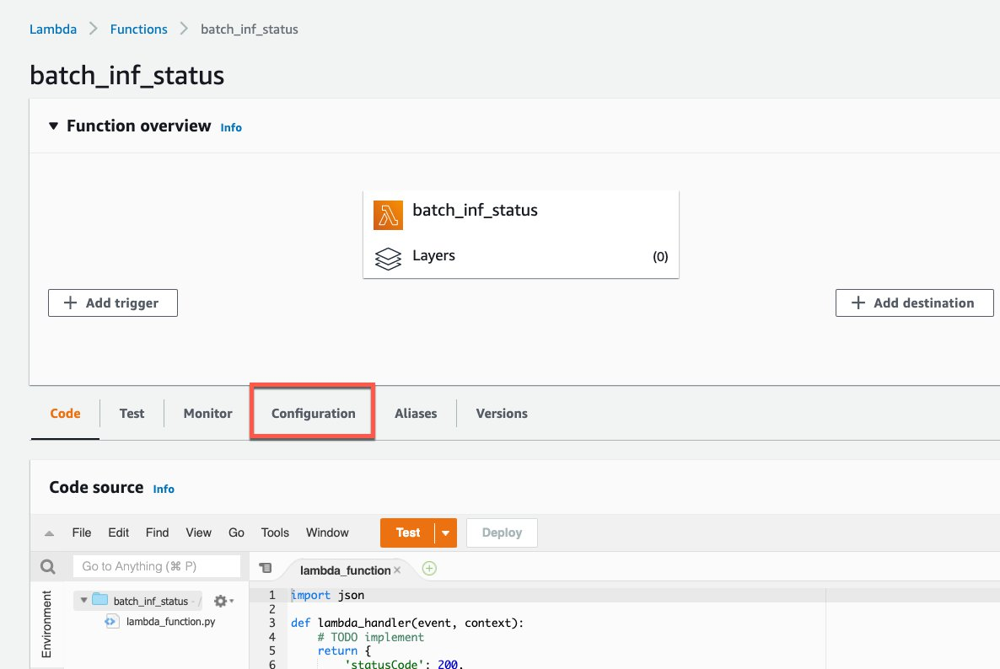 Lambda > Functions > batch_inf_status
batch_inf_status
▼ Function overview Info
batch_inf_status
Layers (0)
+ Add trigger
+ Add destination
Code Test Monitor Configuration Aliases Versions
Code source Info
File Edit Find View Go Tools Window Test Deploy
Go to Anything (⌘ P)
lambda_function ×
Environment
batch_inf_status - /
lambda_function.py
1 import json
2
3 def lambda_handler(event, context):
4 # TODO implement
5 return {
6 'statusCode': 200,